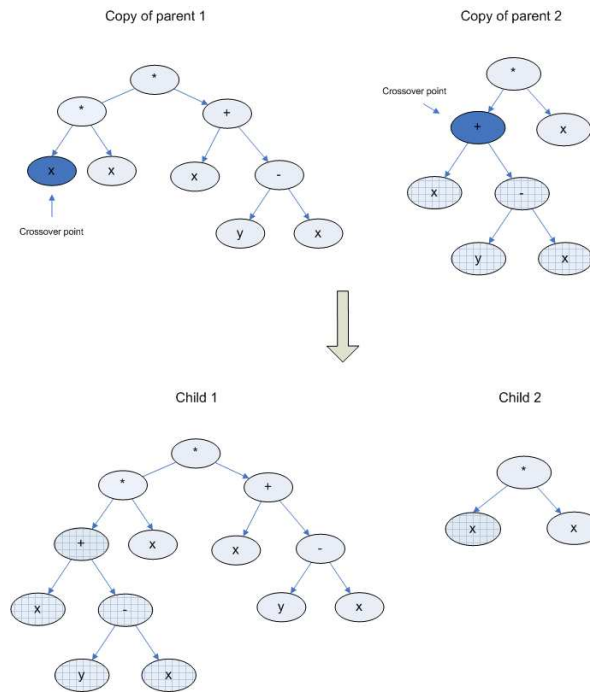 Copy of parent 1
Copy of parent 2
*
*
+
x
x
x
-
y
x
Crossover point
Crossover point
*
+
x
x
-
y
x
Child 1
Child 2
*
*
+
+
x
x
-
x
-
y
x
y
x
*
x
x